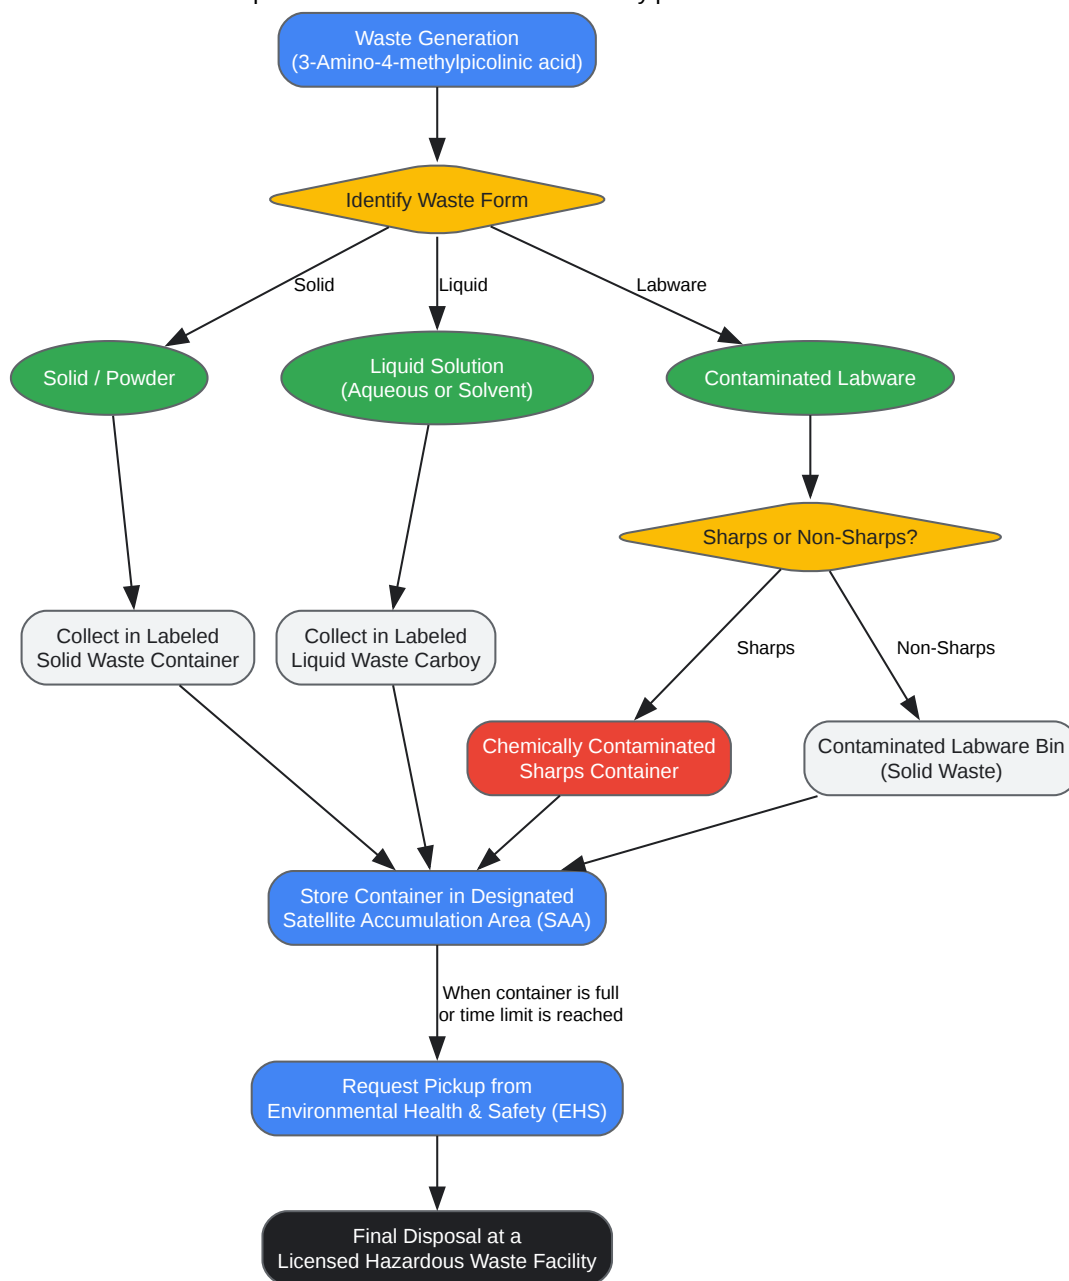 Waste Generation
(3-Amino-4-methylpicolinic acid)
Identify Waste Form
Solid
Liquid
Labware
Solid / Powder
Liquid Solution
(Aqueous or Solvent)
Contaminated Labware
Sharps or Non-Sharps?
Collect in Labeled
Solid Waste Container
Collect in Labeled
Liquid Waste Carboy
Sharps
Non-Sharps
Chemically Contaminated
Sharps Container
Contaminated Labware Bin
(Solid Waste)
Store Container in Designated
Satellite Accumulation Area (SAA)
When container is full
or time limit is reached
Request Pickup from
Environmental Health & Safety (EHS)
Final Disposal at a
Licensed Hazardous Waste Facility